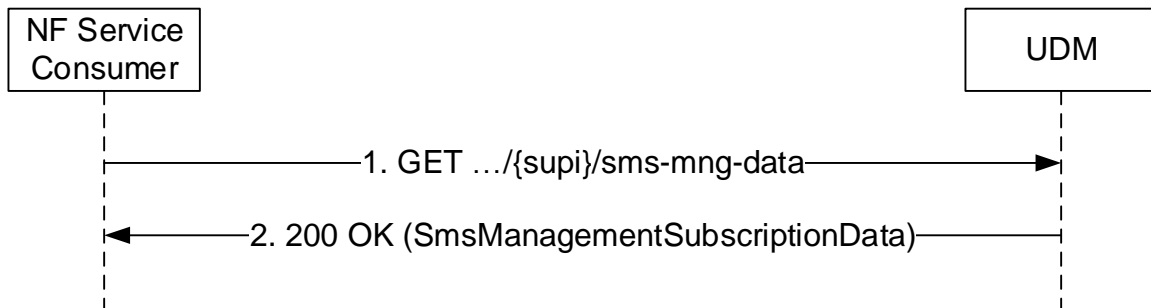 NF Service
Consumer
UDM
1. GET …/{supi}/sms-mng-data
2. 200 OK (SmsManagementSubscriptionData)